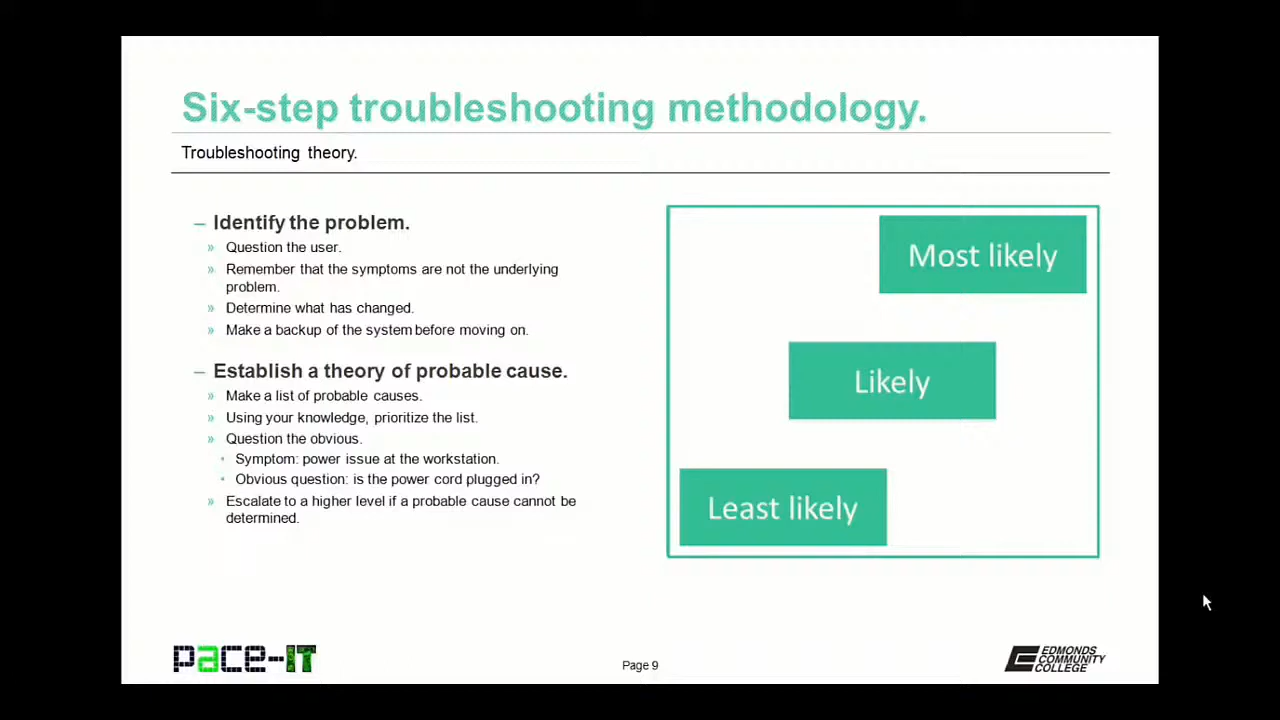 Six-step troubleshooting methodology.
Troubleshooting theory.
– Identify the problem.
» Question the user.
» Remember that the symptoms are not the underlying
problem.
» Determine what has changed.
» Make a backup of the system before moving on.
– Establish a theory of probable cause.
» Make a list of probable causes.
» Using your knowledge, prioritize the list.
» Question the obvious.
• Symptom: power issue at the workstation.
• Obvious question: is the power cord plugged in?
» Escalate to a higher level if a probable cause cannot be
determined.
Most likely
Likely
Least likely
pace-IT
Page 9
EDMONDS
COMMUNITY
COLLEGE